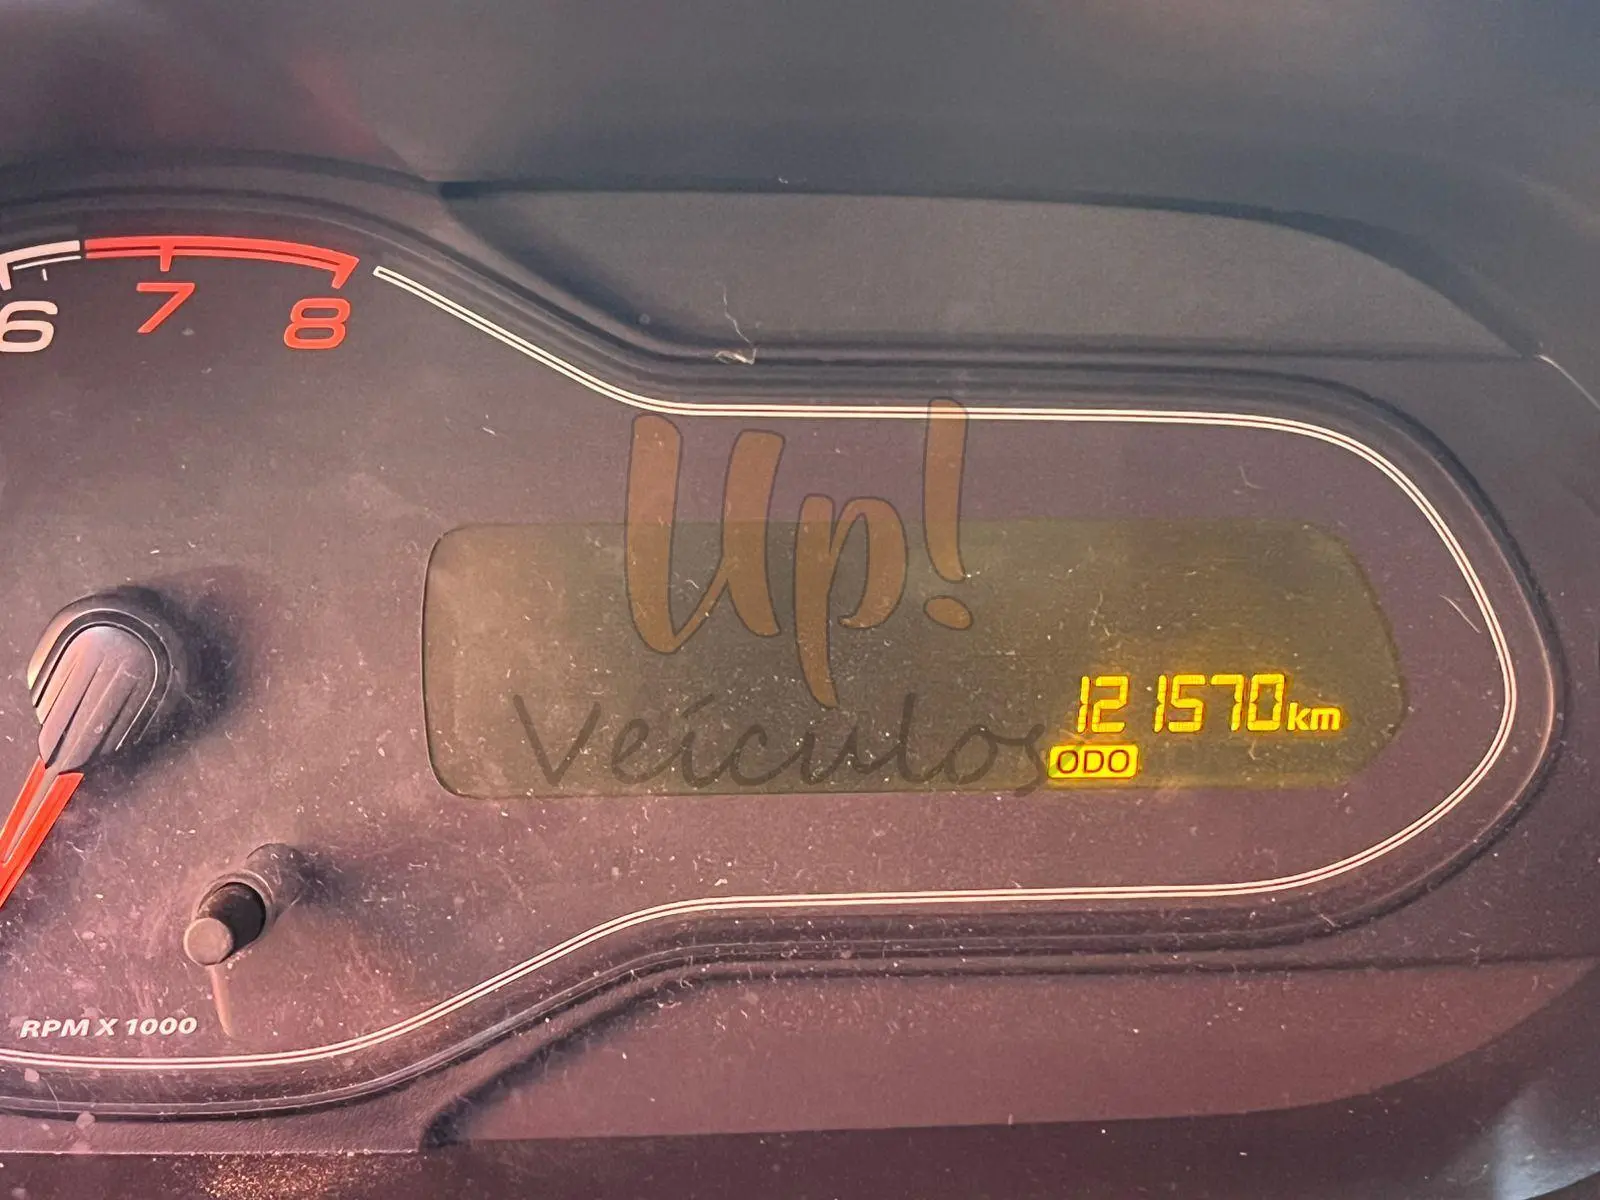 6 7 8
Up!
121570km
Veículos
ODO
RPM X 1000